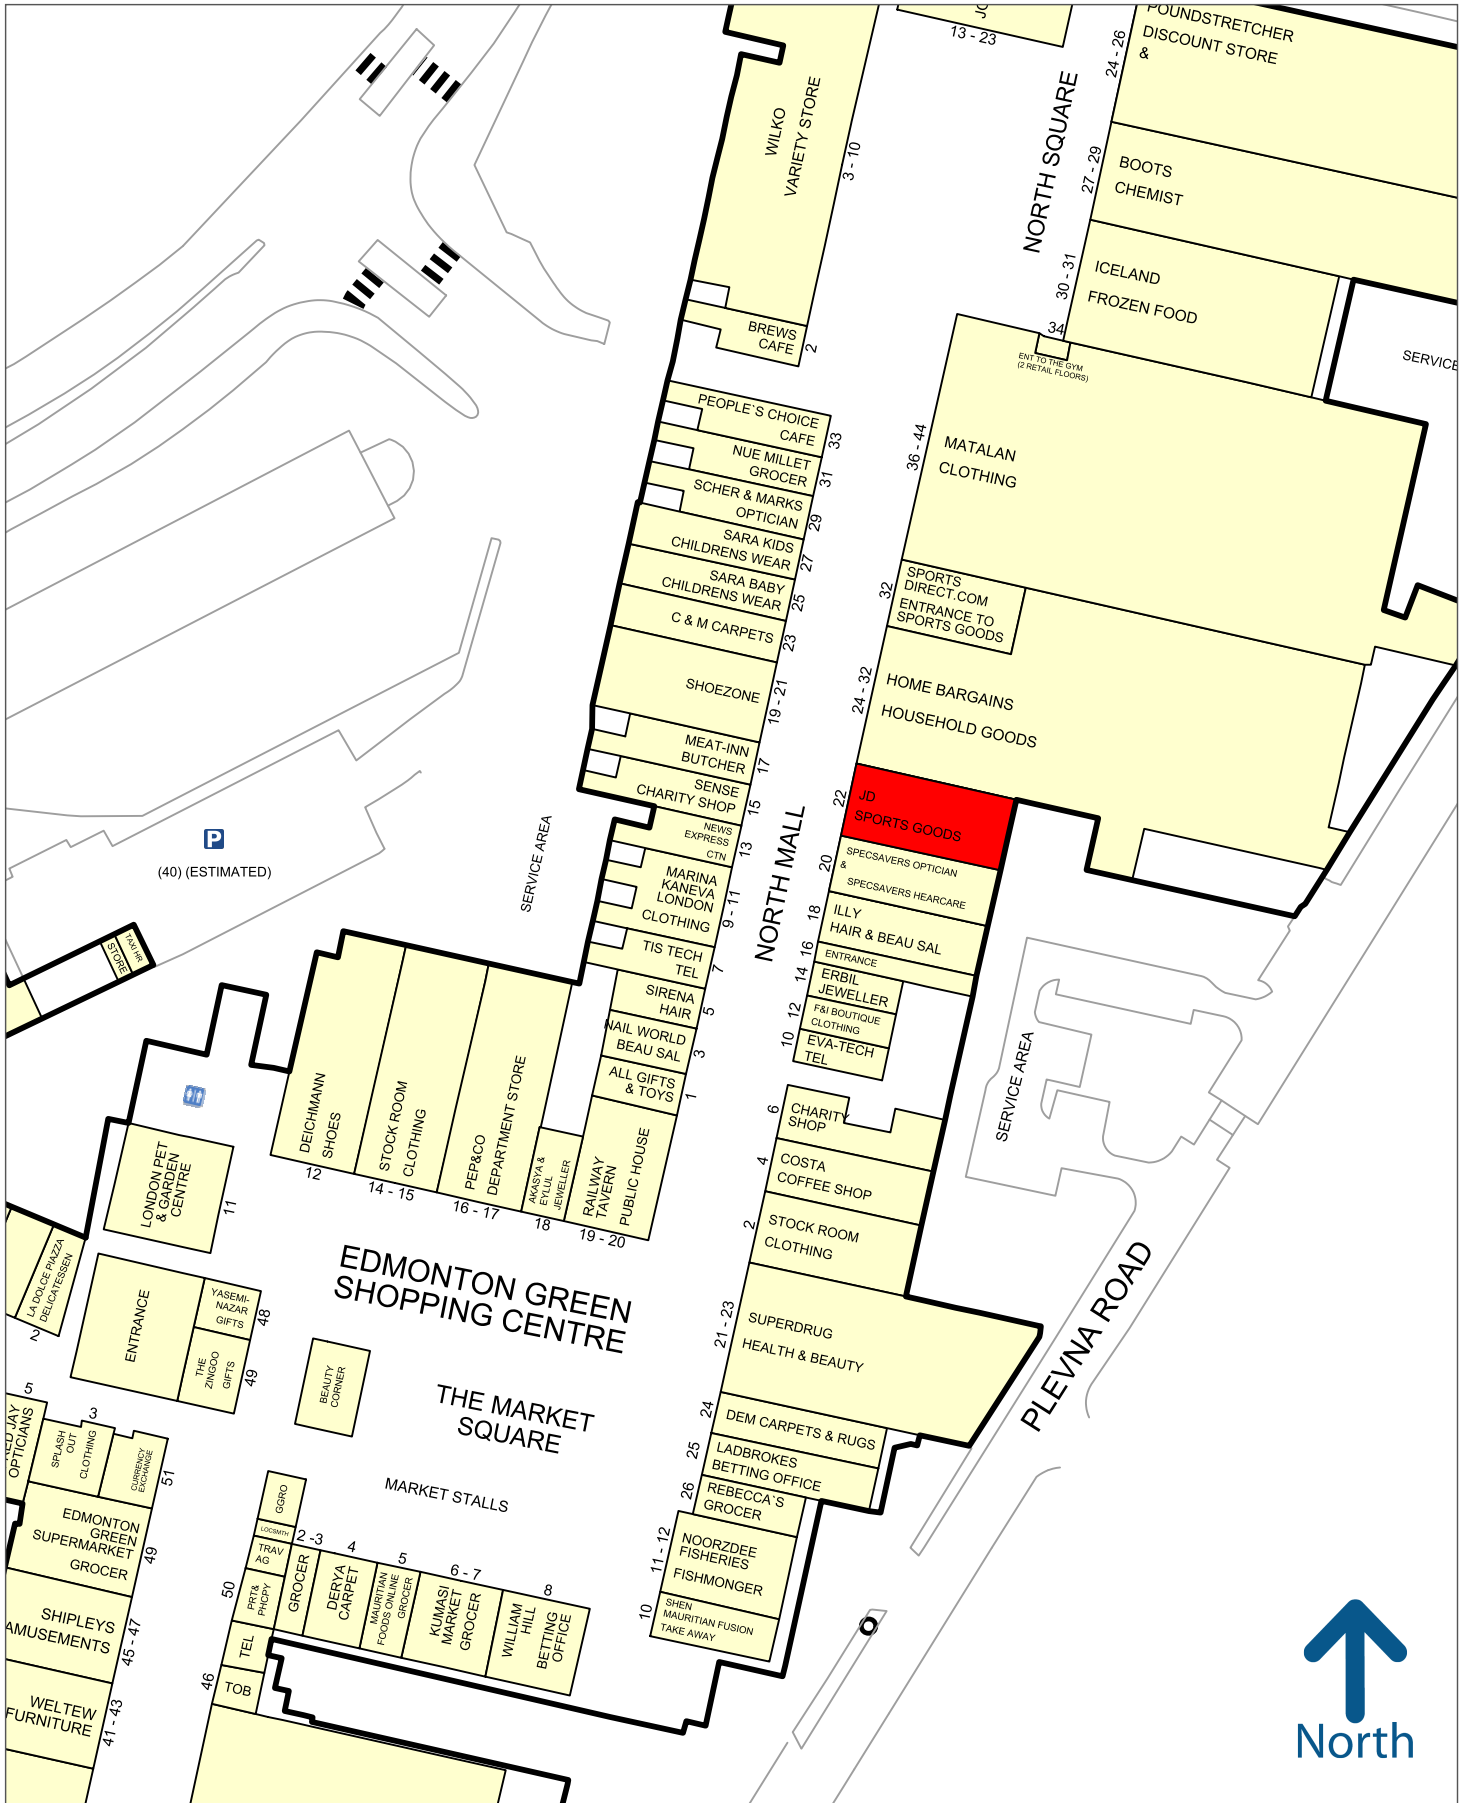 13 - 23
POUNDSTRETCHER
DISCOUNT STORE
&
24 - 26
WILKO
VARIETY STORE
3 - 10
NORTH SQUARE
BOOTS
CHEMIST
27 - 29
ICELAND
FROZEN FOOD
30 - 31
SERVICE
BREWS
CAFE
2
34
ENT TO THE GYM
(2 RETAIL FLOORS)
MATALAN
CLOTHING
36 - 44
PEOPLE`S CHOICE
CAFE
33
NUE MILLET
GROCER
31
SCHER & MARKS
OPTICIAN
29
SARA KIDS
CHILDRENS WEAR
27
SARA BABY
CHILDRENS WEAR
25
C & M CARPETS
23
SHOEZONE
19 - 21
MEAT-INN
BUTCHER
17
SENSE
CHARITY SHOP
15
NEWS
EXPRESS
CTN
13
MARINA
KANEVA
LONDON
CLOTHING
9 - 11
TIS TECH
TEL
7
SIRENA
HAIR
5
NAIL WORLD
BEAU SAL
3
ALL GIFTS
& TOYS
1
SPORTS
DIRECT.COM
ENTRANCE TO
SPORTS GOODS
32
HOME BARGAINS
HOUSEHOLD GOODS
24 - 32
JD
SPORTS GOODS
22
SPECSAVERS OPTICIAN
&
SPECSAVERS HEARCARE
20
ILLY
HAIR & BEAU SAL
18
ENTRANCE
16
ERBIL
JEWELLER
14
F&I BOUTIQUE
CLOTHING
12
EVA-TECH
TEL
10
NORTH MALL
SERVICE AREA
SERVICE AREA
P
(40) (ESTIMATED)
STORE
TAXI HR
DEICHMANN
SHOES
12
STOCK ROOM
CLOTHING
14 - 15
PEP&CO
DEPARTMENT STORE
16 - 17
AKASYA &
EYLUL
JEWELLER
18
RAILWAY
TAVERN
PUBLIC HOUSE
19 - 20
CHARITY
SHOP
6
COSTA
COFFEE SHOP
4
STOCK ROOM
CLOTHING
2
SUPERDRUG
HEALTH & BEAUTY
21 - 23
DEM CARPETS & RUGS
24
LADBROKES
BETTING OFFICE
25
REBECCA`S
GROCER
26
NOORZDEE
FISHERIES
FISHMONGER
11 - 12
SHEN
MAURITIAN FUSION
TAKE AWAY
10
PLEVNA ROAD
LONDON PET
& GARDEN
CENTRE
11
LA DOLCE PIAZZA
DELICATESSEN
2
ENTRANCE
YASEMI-
NAZAR
GIFTS
48
THE
ZINGOO
GIFTS
49
EDMONTON GREEN
SHOPPING CENTRE
BEAUTY
CORNER
THE MARKET
SQUARE
MARKET STALLS
5
JAY
OPTICIANS
3
SPLASH
OUT
CLOTHING
CURRENCY
EXCHANGE
51
EDMONTON
GREEN
SUPERMARKET
GROCER
49
SHIPLEYS
AMUSEMENTS
45 - 47
WELTEW
FURNITURE
41 - 43
GGRO
LOCSMTH
TRAV
AG
PRT&
PHCPY
50
TEL
TOB
46
2 -3
GROCER
4
DERYA
CARPET
5
MAURITIAN
FOODS ONLINE
GROCER
6 - 7
KUMASI
MARKET
GROCER
8
WILLIAM
HILL
BETTING
OFFICE
North